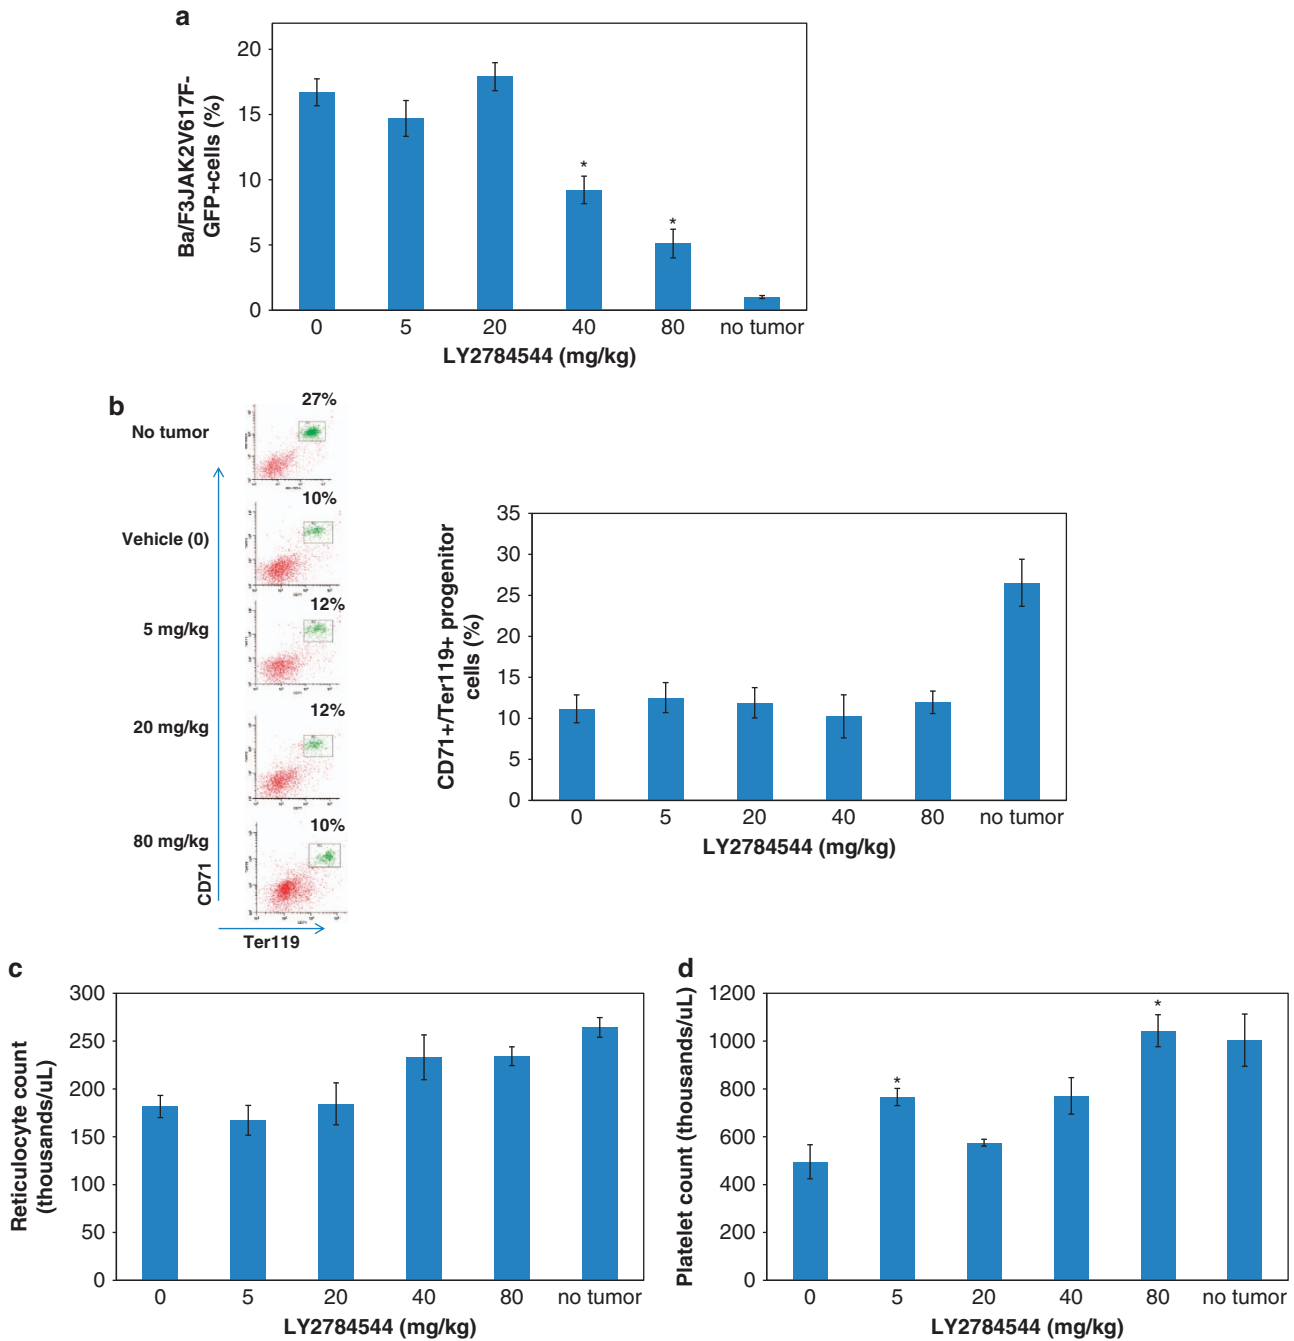 a
Ba/F3JAK2V617F-
GFP+cells (%)
20
15
10
5
0
*
*
0 5 20 40 80 no tumor
LY2784544 (mg/kg)
b
No tumor
27%
Vehicle (0)
10%
5 mg/kg
12%
20 mg/kg
12%
80 mg/kg
10%
CD71
Ter119
CD71+/Ter119+ progenitor
cells (%)
35
30
25
20
15
10
5
0
0 5 20 40 80 no tumor
LY2784544 (mg/kg)
c
Reticulocyte count
(thousands/uL)
300
250
200
150
100
50
0
0 5 20 40 80 no tumor
LY2784544 (mg/kg)
d
Platelet count (thousands/uL)
1200
1000
800
600
400
200
0
*
*
0 5 20 40 80 no tumor
LY2784544 (mg/kg)